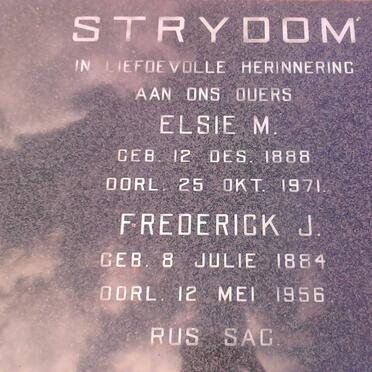 STRYDOM
IN LIEFDEVOLLE HERINNERING
AAN ONS OUERS
ELSIE M.
GEB. 12 DES. 1888
OORL. 25 OKT. 1971.
FREDERICK J.
GEB. 8 JULIE 1884
OORL. 12 MEI 1956
RUS SAG.